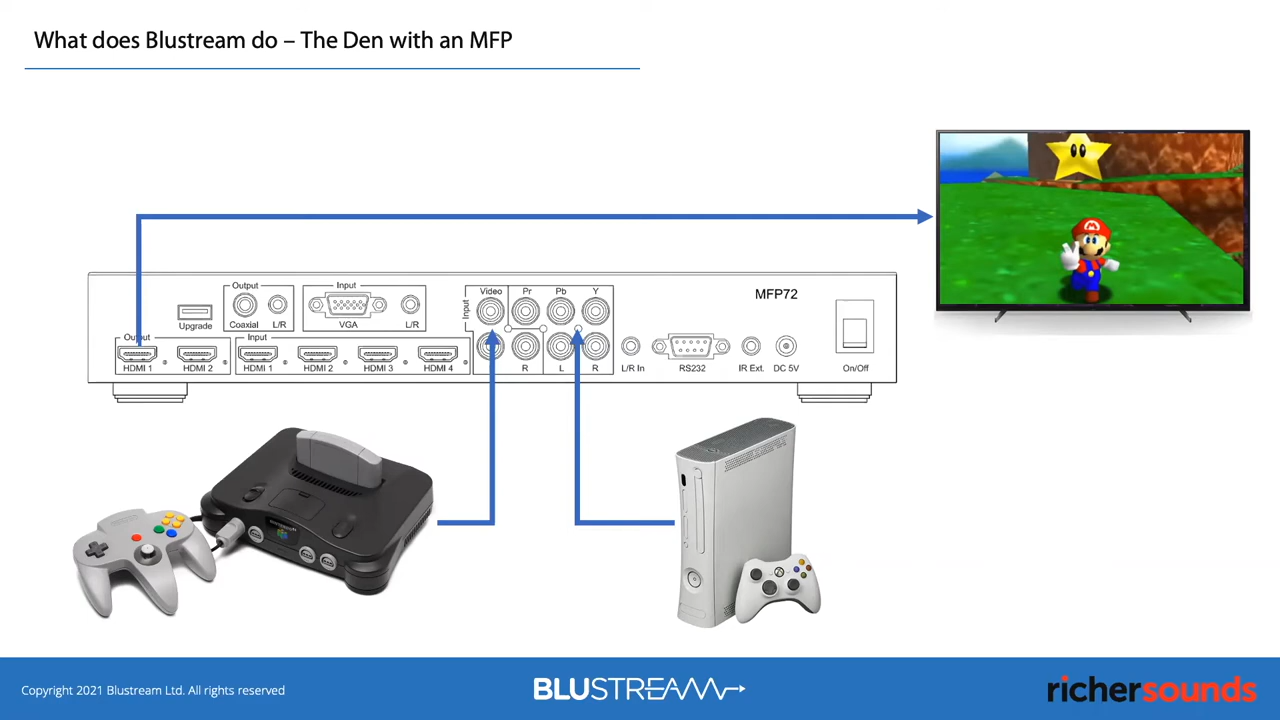 What does Blustream do – The Den with an MFP
Output
Input
Input
Video
Pr
Pb
Y
MFP72
Upgrade
Coaxial
L/R
VGA
L/R
Output
Input
HDMI 1
HDMI 2
HDMI 1
HDMI 2
HDMI 3
HDMI 4
R
L
R
L/R In
RS232
IR Ext.
DC 5V
On/Off
Input
Copyright 2021 Blustream Ltd. All rights reserved
BLUSTREAM
richersounds